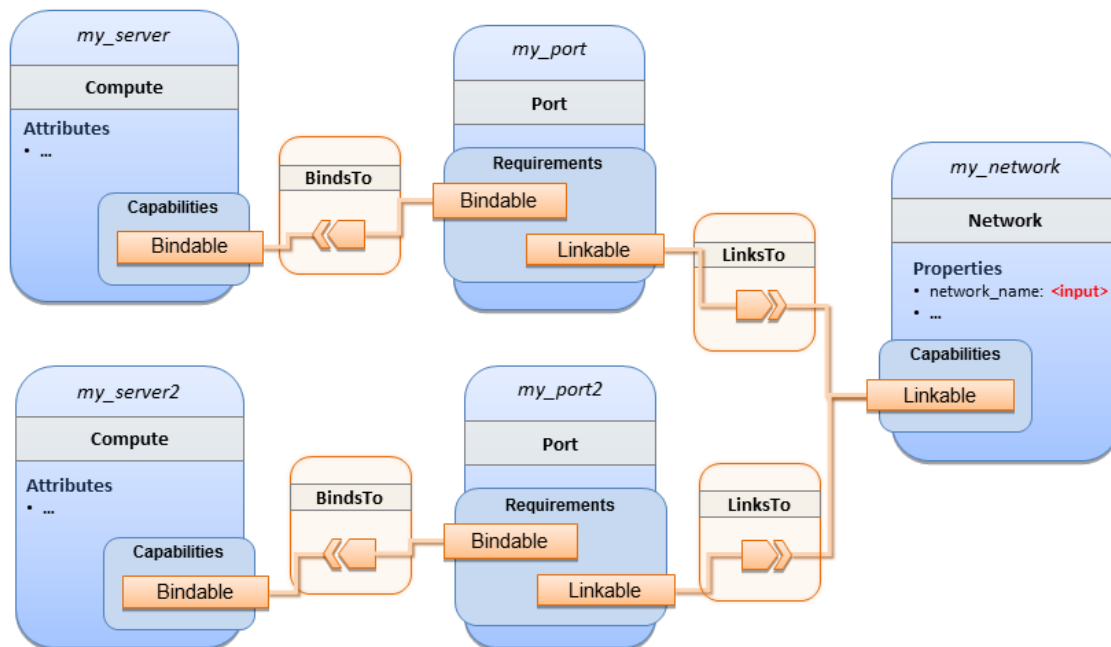 my_server
Compute
Attributes
• ...
Capabilities
Bindable
BindsTo
my_port
Port
Requirements
Bindable
Linkable
LinksTo
my_network
Network
Properties
• network_name: <input>
• ...
Capabilities
Linkable
my_server2
Compute
Attributes
• ...
Capabilities
Bindable
BindsTo
my_port2
Port
Requirements
Bindable
Linkable
LinksTo